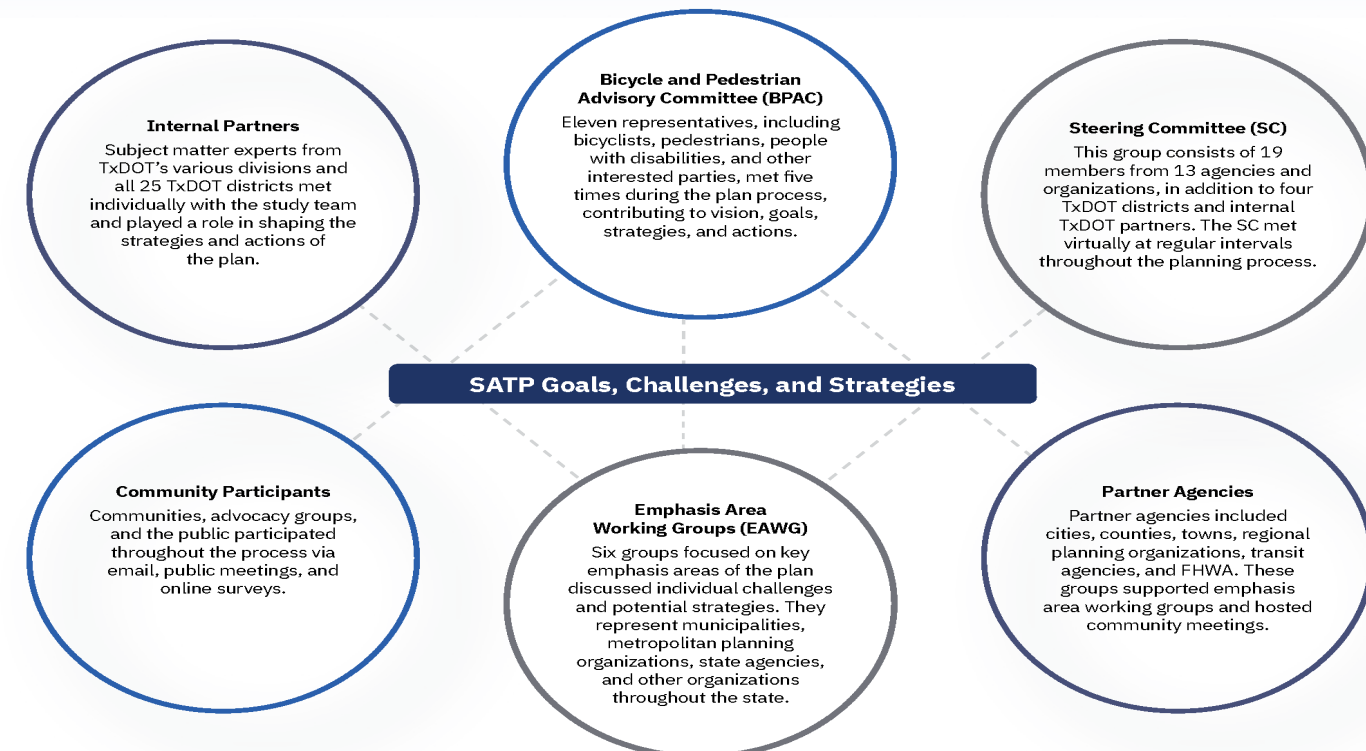 Internal Partners
Subject matter experts from
TxDOT’s various divisions and
all 25 TxDOT districts met
individually with the study team
and played a role in shaping the
strategies and actions of
the plan.
Bicycle and Pedestrian
Advisory Committee (BPAC)
Eleven representatives, including
bicyclists, pedestrians, people
with disabilities, and other
interested parties, met five
times during the plan process,
contributing to vision, goals,
strategies, and actions.
Steering Committee (SC)
This group consists of 19
members from 13 agencies and
organizations, in addition to four
TxDOT districts and internal
TxDOT partners. The SC met
virtually at regular intervals
throughout the planning process.
SATP Goals, Challenges, and Strategies
Community Participants
Communities, advocacy groups,
and the public participated
throughout the process via
email, public meetings, and
online surveys.
Emphasis Area
Working Groups (EAWG)
Six groups focused on key
emphasis areas of the plan
discussed individual challenges
and potential strategies. They
represent municipalities,
metropolitan planning
organizations, state agencies,
and other organizations
throughout the state.
Partner Agencies
Partner agencies included
cities, counties, towns, regional
planning organizations, transit
agencies, and FHWA. These
groups supported emphasis
area working groups and hosted
community meetings.